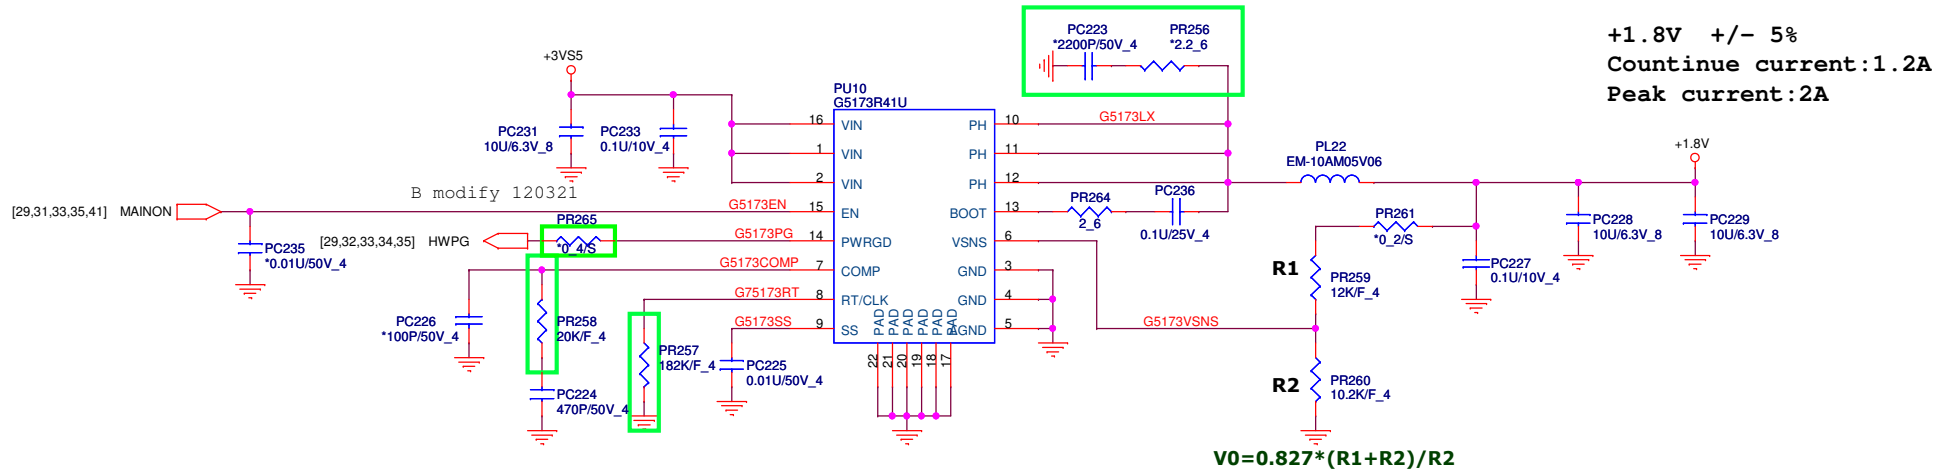 +1.8V +/- 5%
Countinue current:1.2A
Peak current:2A
PC223
*2200P/50V_4
PR256
*2.2_6
+3VS5
PU10
G5173R41U
PC231
10U/6.3V_8
PC233
0.1U/10V_4
16 VIN
1 VIN
2 VIN
15 EN
14 PWRGD
7 COMP
8 RT/CLK
9 SS
PH 10
PH 11
PH 12
BOOT 13
VSNS 6
GND 3
GND 4
AGND 5
PAD PAD PAD PAD PAD PAD
22 21 20 19 18 17
G5173LX
PL22
EM-10AM05V06
+1.8V
B modify 120321
[29,31,33,35,41] MAINON
G5173EN
PR264
2_6
PC236
0.1U/25V_4
PR265
*0_4/S
[29,32,33,34,35] HWPG
G5173PG
PC235
*0.01U/50V_4
G5173COMP
PR261
*0_2/S
PC228
10U/6.3V_8
PC229
10U/6.3V_8
PC227
0.1U/10V_4
R1
PR259
12K/F_4
G75173RT
PC226
*100P/50V_4
PR258
20K/F_4
G5173SS
G5173VSNS
PR257
182K/F_4
PC225
0.01U/50V_4
PC224
470P/50V_4
R2
PR260
10.2K/F_4
V0=0.827*(R1+R2)/R2